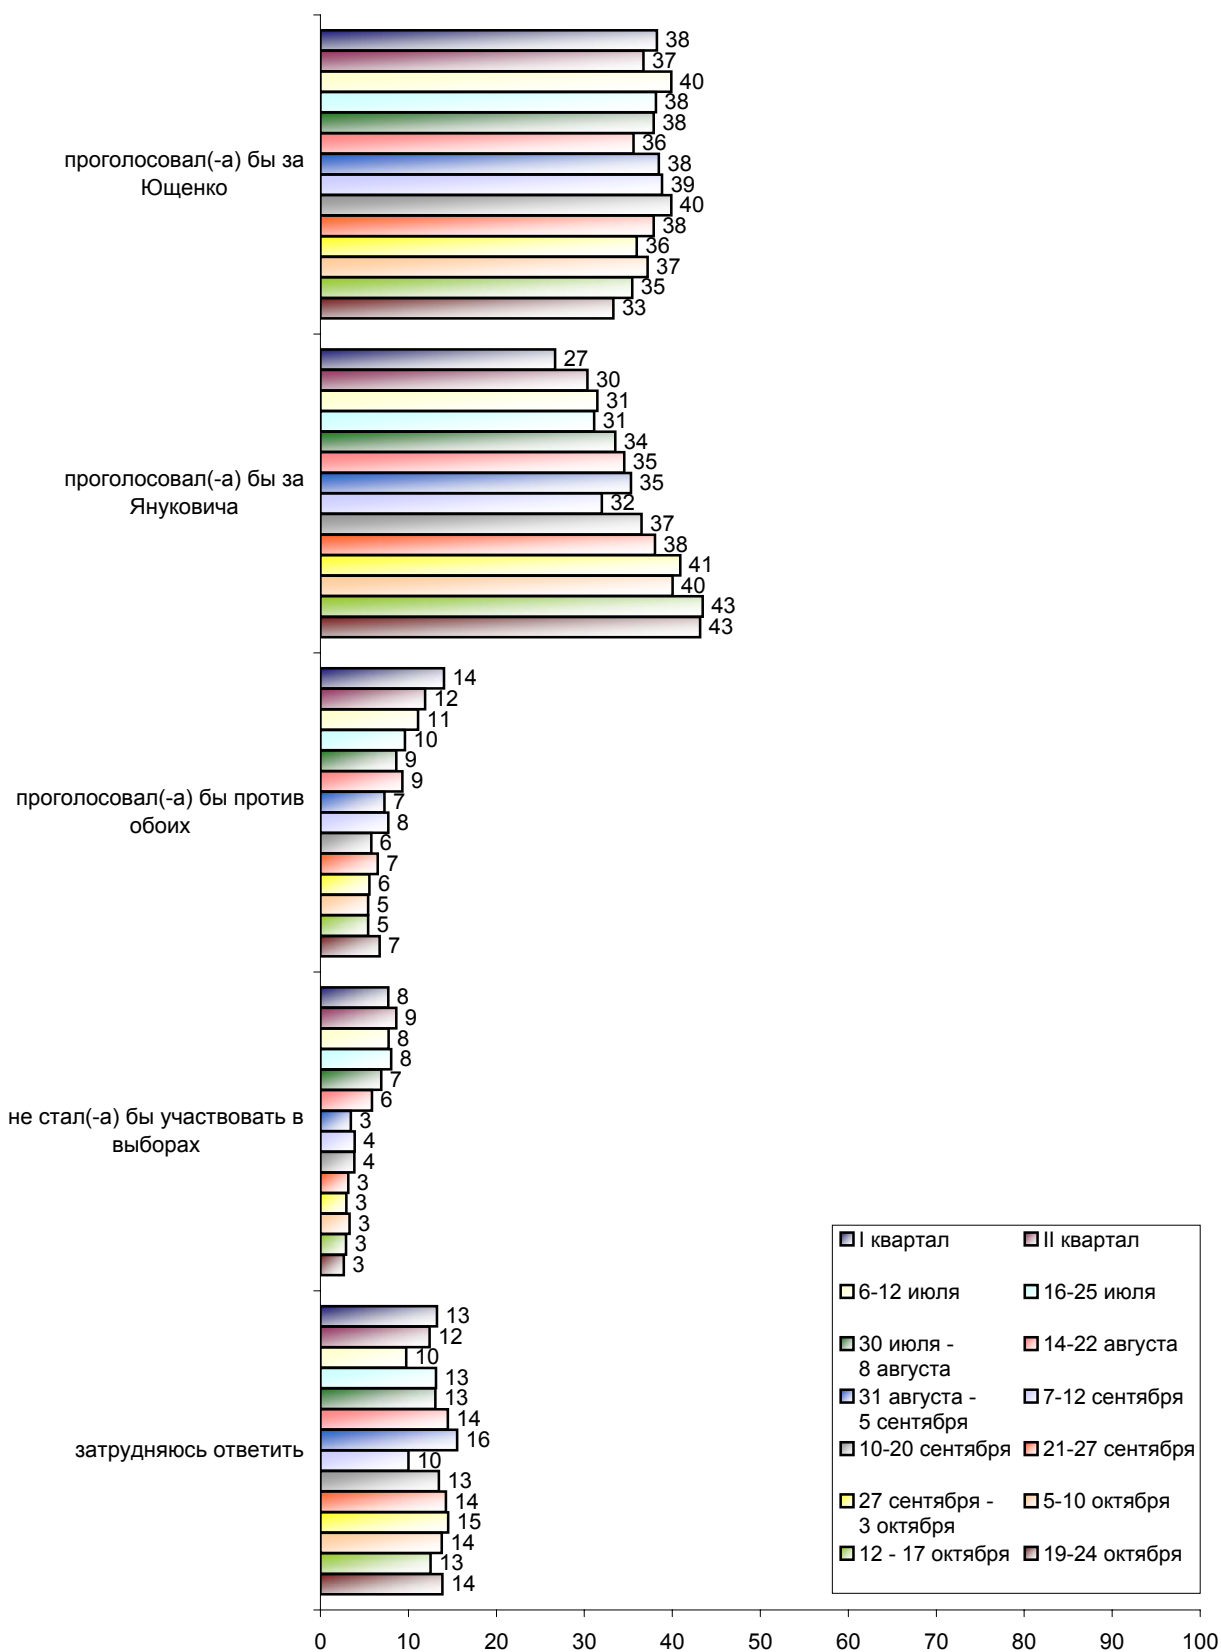 38
37
40
38
38
36
38
39
40
38
36
37
35
33
проголосовал(-а) бы за
Ющенко
27
30
31
31
34
35
35
32
37
38
41
40
43
43
проголосовал(-а) бы за
Януковича
14
12
11
10
9
9
7
8
6
7
6
5
5
7
проголосовал(-а) бы против
обоих
8
9
8
8
7
6
3
4
4
3
3
3
3
3
не стал(-а) бы участвовать в
выборах
13
12
10
13
13
14
16
10
13
14
15
14
13
14
затрудняюсь ответить
I квартал
II квартал
6-12 июля
16-25 июля
30 июля -
8 августа
14-22 августа
31 августа -
5 сентября
7-12 сентября
10-20 сентября
21-27 сентября
27 сентября -
3 октября
5-10 октября
12 - 17 октября
19-24 октября
0 10 20 30 40 50 60 70 80 90 100